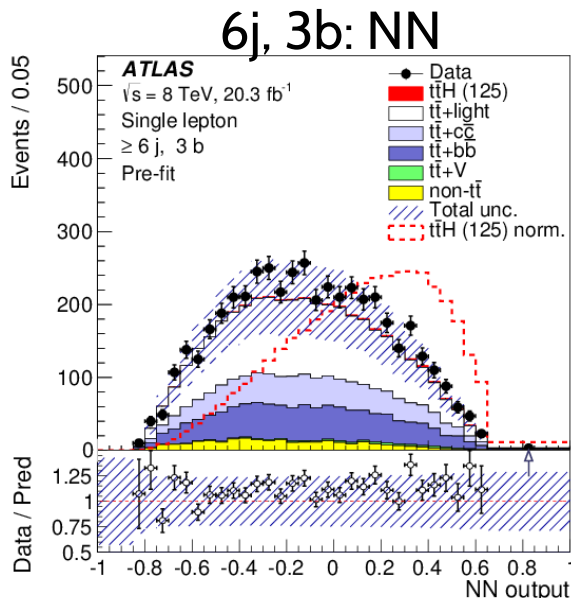 6j, 3b: NN
ATLAS
√s = 8 TeV, 20.3 fb⁻¹
Single lepton
≥ 6 j, 3 b
Pre-fit
Data
tt̄H (125)
tt̄+light
tt̄+cc̄
tt̄+bb̄
tt̄+V
non-tt̄
Total unc.
tt̄H (125) norm.
Events / 0.05
500
400
300
200
100
0
Data / Pred
1.25
1
0.75
0.5
-1 -0.8 -0.6 -0.4 -0.2 0 0.2 0.4 0.6 0.8 1
NN output